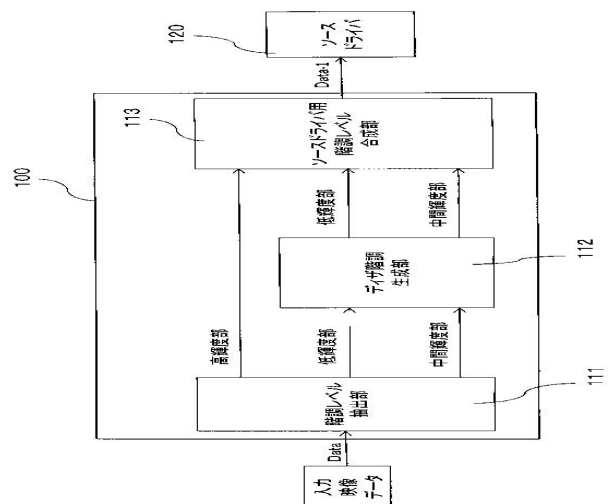 100
入力
映像
データ
Data
階調レベル
抽出部
111
高輝度部
低輝度部
中間輝度部
ディザ階調
生成部
112
低輝度部
中間輝度部
ソースドライバ用
階調レベル
合成部
113
Data-1
ソース
ドライバ
120